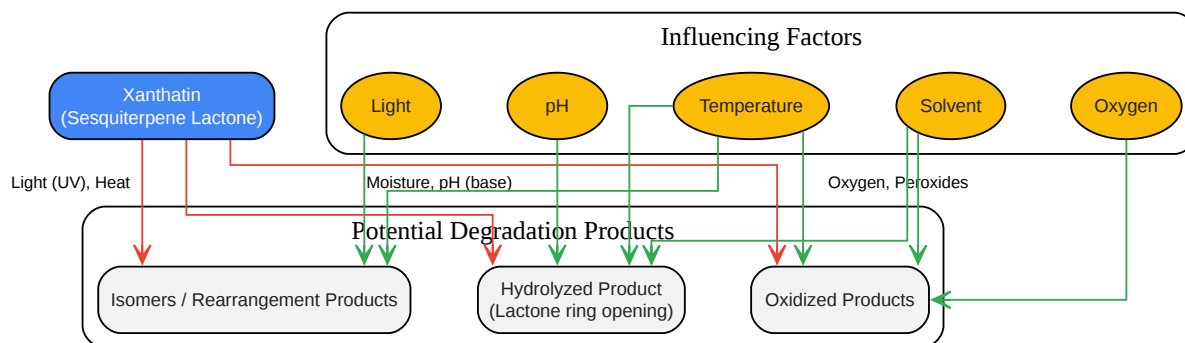 Influencing Factors
Xanthatin
(Sesquiterpene Lactone)
Light
pH
Temperature
Solvent
Oxygen
Light (UV), Heat
Moisture, pH (base)
Oxygen, Peroxides
Potential Degradation Products
Isomers / Rearrangement Products
Hydrolyzed Product
(Lactone ring opening)
Oxidized Products